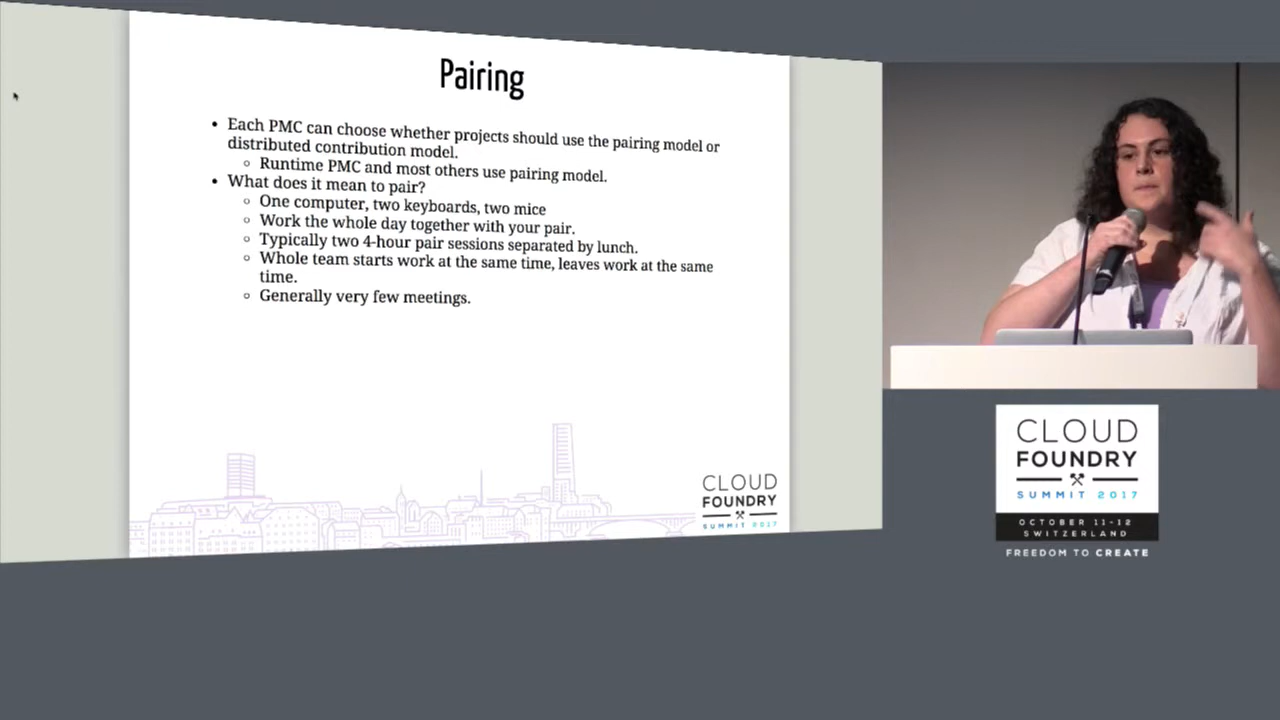 Pairing
• Each PMC can choose whether projects should use the pairing model or
distributed contribution model.
○ Runtime PMC and most others use pairing model.
• What does it mean to pair?
○ One computer, two keyboards, two mice
○ Work the whole day together with your pair.
○ Typically two 4-hour pair sessions separated by lunch.
○ Whole team starts work at the same time, leaves work at the same
time.
○ Generally very few meetings.
CLOUD
FOUNDRY
SUMMIT 2017
CLOUD
FOUNDRY
SUMMIT 2017
OCTOBER 11-12
SWITZERLAND
FREEDOM TO CREATE